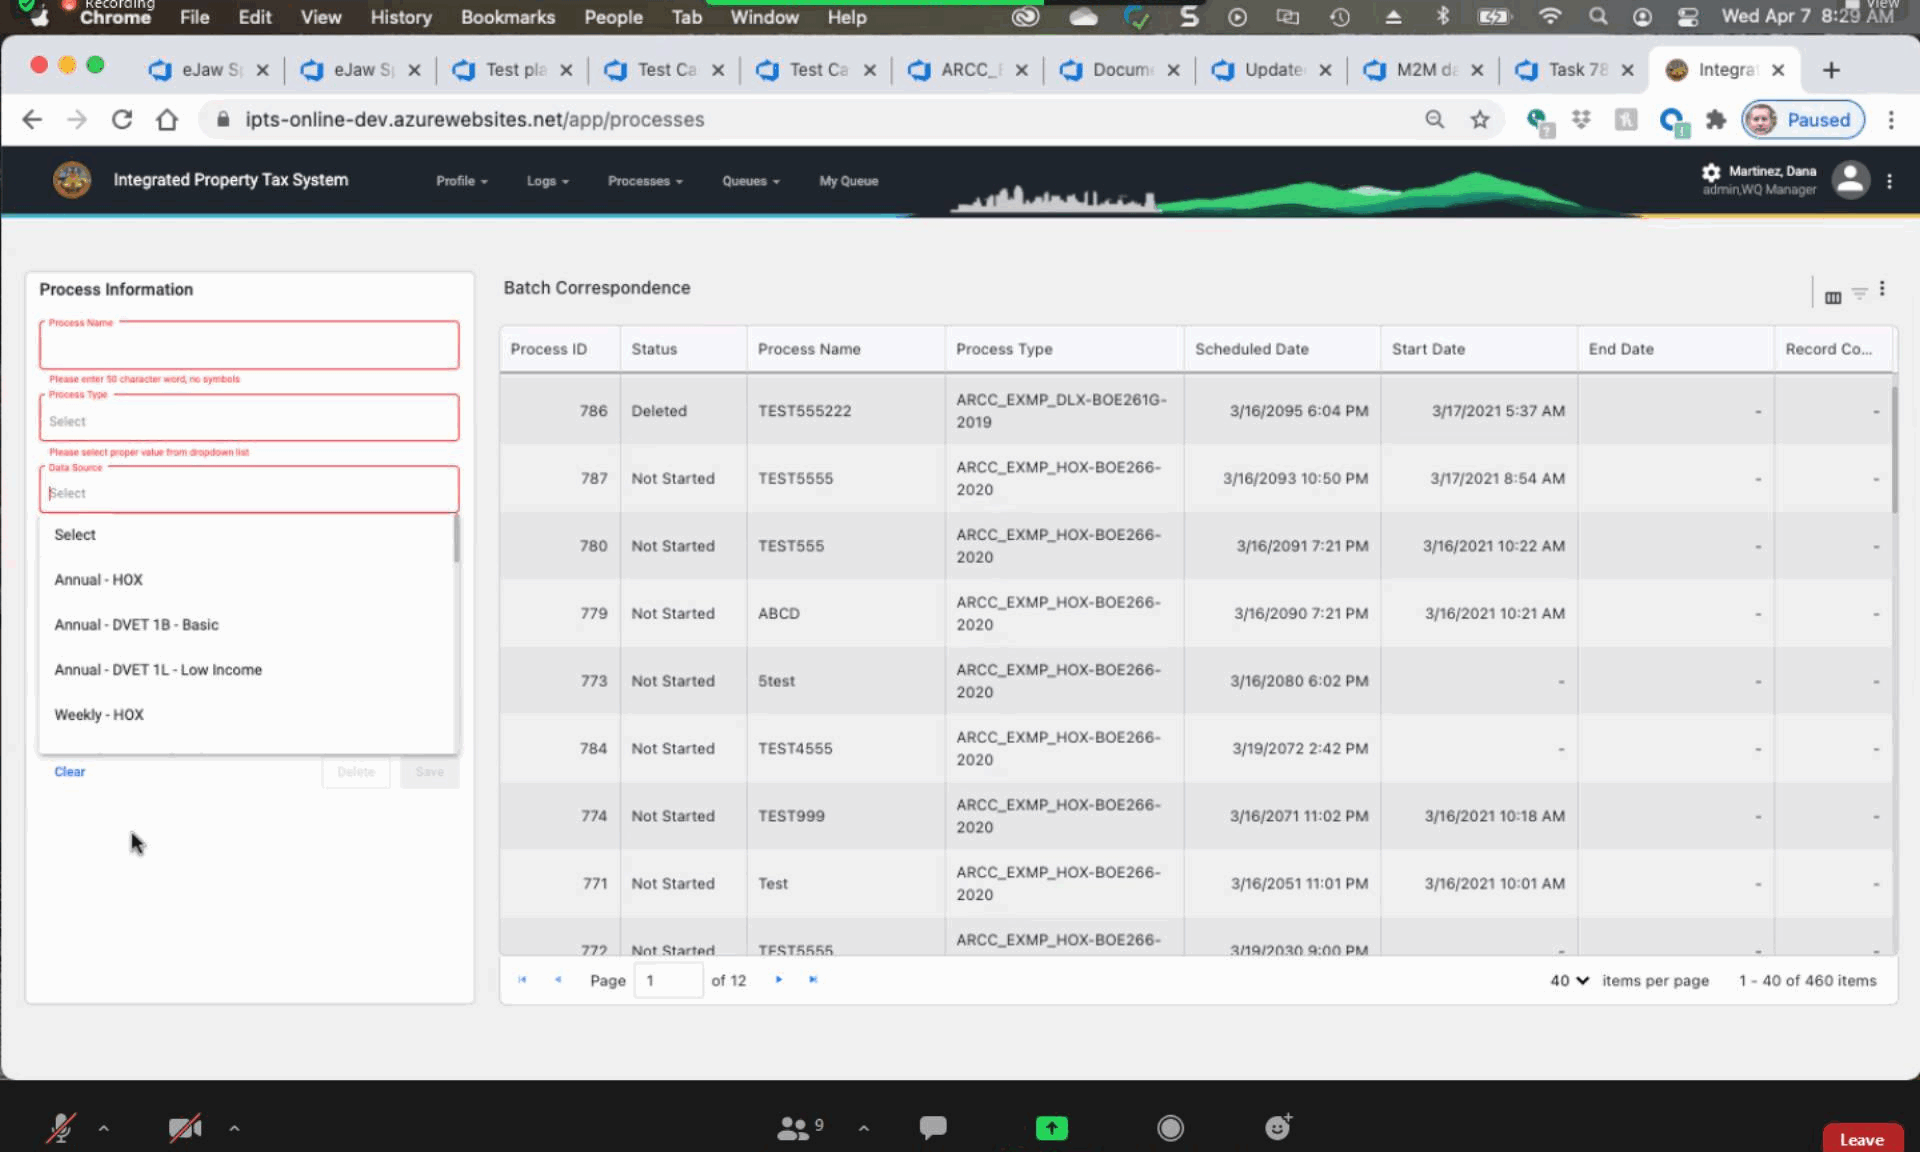 Recording
View
Chrome File Edit View History Bookmarks People Tab Window Help Wed Apr 7 8:29 AM
eJaw S eJaw S Test pla Test Ca Test Ca ARCC_E Docum Update M2M da Task 78 Integra
ipts-online-dev.azurewebsites.net/app/processes Paused
Integrated Property Tax System Profile Logs Processes Queues My Queue Martinez, Dana
admin,WQ Manager
Process Information
Process Name
Please enter 50 character word, no symbols
Process Type
Select
Please select proper value from dropdown list
Data Source
Select
Select
Annual - HOX
Annual - DVET 1B - Basic
Annual - DVET 1L - Low Income
Weekly - HOX
Clear Delete Save
Batch Correspondence
Process ID Status Process Name Process Type Scheduled Date Start Date End Date Record Co...
786 Deleted TEST555222 ARCC_EXMP_DLX-BOE261G- 3/16/2095 6:04 PM 3/17/2021 5:37 AM - -
2019
787 Not Started TEST5555 ARCC_EXMP_HOX-BOE266- 3/16/2093 10:50 PM 3/17/2021 8:54 AM - -
2020
780 Not Started TEST555 ARCC_EXMP_HOX-BOE266- 3/16/2091 7:21 PM 3/16/2021 10:22 AM - -
2020
779 Not Started ABCD ARCC_EXMP_HOX-BOE266- 3/16/2090 7:21 PM 3/16/2021 10:21 AM - -
2020
773 Not Started 5test ARCC_EXMP_HOX-BOE266- 3/16/2080 6:02 PM - - -
2020
784 Not Started TEST4555 ARCC_EXMP_HOX-BOE266- 3/19/2072 2:42 PM - - -
2020
774 Not Started TEST999 ARCC_EXMP_HOX-BOE266- 3/16/2071 11:02 PM 3/16/2021 10:18 AM - -
2020
771 Not Started Test ARCC_EXMP_HOX-BOE266- 3/16/2051 11:01 PM 3/16/2021 10:01 AM - -
2020
772 Not Started TEST5555 ARCC_EXMP_HOX-BOE266- 3/19/2030 9:00 PM - - -
Page 1 of 12 40 items per page 1 - 40 of 460 items
9
Leave